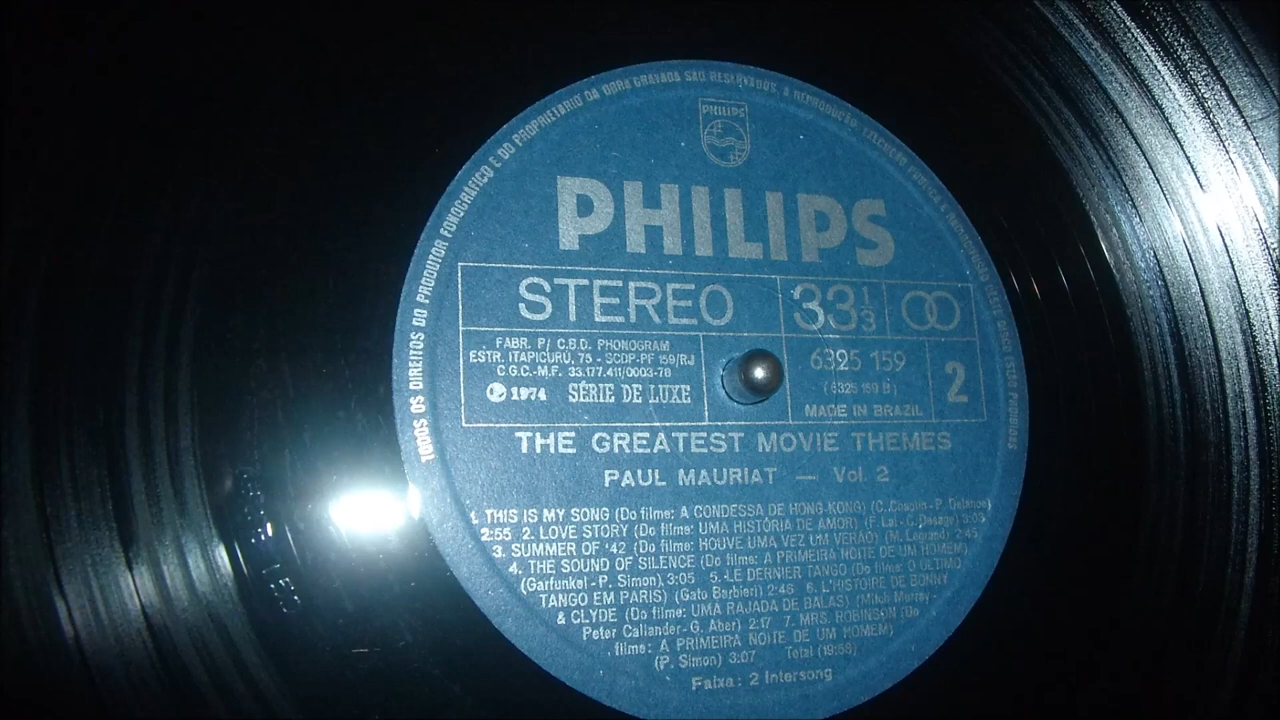 TODOS OS DIREITOS DO PRODUTOR FONOGRÁFICO E DO PROPRIETÁRIO DA OBRA GRAVADA SÃO RESERVADOS. A REPRODUÇÃO, EXECUÇÃO PÚBLICA E
PHILIPS
PHILIPS
STEREO 33 1/3
FABR. P/ C.B.D. PHONOGRAM
ESTR. ITAPICURÚ, 75 - SCDP-PF 159/RJ
C.G.C.-M.F. 33.177.411/0003-78
℗ 1974 SÉRIE DE LUXE
6325 159
(6325 159 B)
MADE IN BRAZIL
2
THE GREATEST MOVIE THEMES
PAUL MAURIAT — Vol. 2
1. THIS IS MY SONG (Do filme: A CONDESSA DE HONG-KONG) (C. Chaplin - P. Delanoe)
2:55 2. LOVE STORY (Do filme: UMA HISTÓRIA DE AMOR) (F. Lai - C. Dasage) 3:03
3. SUMMER OF '42 (Do filme: HOUVE UMA VEZ UM VERÃO) (M. Legrand) 2:45
4. THE SOUND OF SILENCE (Do filme: A PRIMEIRA NOITE DE UM HOMEM)
(Garfunkel - P. Simon) 3:05 5. LE DERNIER TANGO (Do filme: O ÚLTIMO
TANGO EM PARIS) (Gato Barbieri) 2:46 6. L'HISTOIRE DE BONNY
& CLYDE (Do filme: UMA RAJADA DE BALAS) (Mitch Murray -
Peter Callander - G. Aber) 2:17 7. MRS. ROBINSON (Do
filme: A PRIMEIRA NOITE DE UM HOMEM)
(P. Simon) 3:07 Total (19:58)
Faixa: 2 Intersong